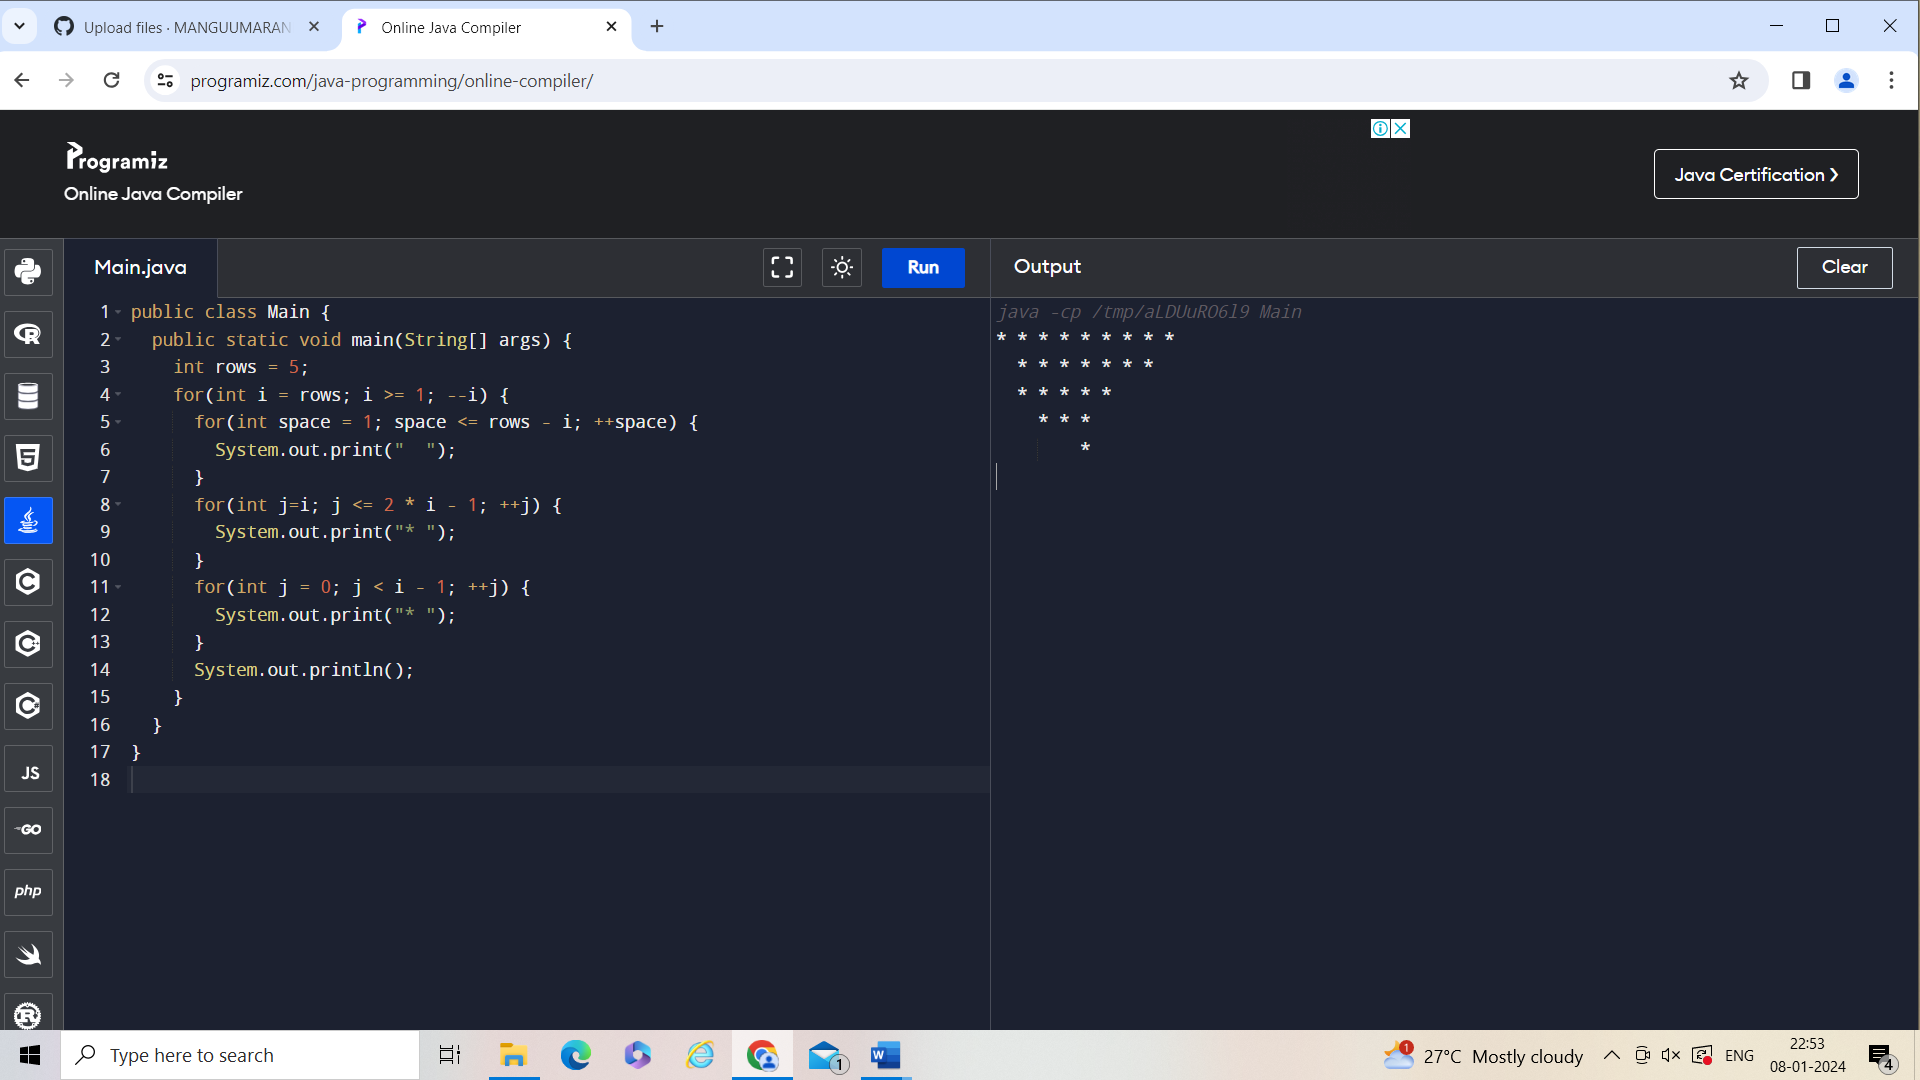 Upload files · MANGUUMARAN
Online Java Compiler
programiz.com/java-programming/online-compiler/
Programiz
Online Java Compiler
Java Certification ❯
Main.java
Run
Output
Clear
1 public class Main {
2   public static void main(String[] args) {
3     int rows = 5;
4     for(int i = rows; i >= 1; --i) {
5       for(int space = 1; space <= rows - i; ++space) {
6         System.out.print("  ");
7       }
8       for(int j=i; j <= 2 * i - 1; ++j) {
9         System.out.print("* ");
10       }
11       for(int j = 0; j < i - 1; ++j) {
12         System.out.print("* ");
13       }
14       System.out.println();
15     }
16   }
17 }
18
java -cp /tmp/aLDUuRO6l9 Main
* * * * * * * * *
  * * * * * * *
  * * * * *
    * * *
        *
JS
GO
php
Type here to search
1
W
1
27°C Mostly cloudy
ENG
22:53
08-01-2024
4